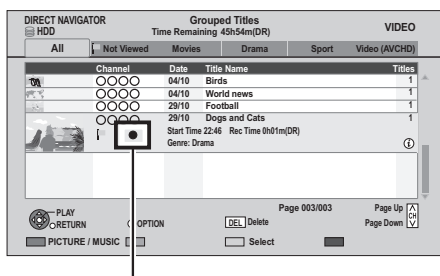 DIRECT NAVIGATOR Grouped Titles VIDEO
HDD Time Remaining 45h54m(DR)
All Not Viewed Movies Drama Sport Video (AVCHD)
Channel Date Title Name Titles
04/10 Birds 1
04/10 World news 1
29/10 Football 1
29/10 Dogs and Cats 1
Start Time 22:46 Rec Time 0h01m(DR)
Genre: Drama
Page 003/003 Page Up
PLAY
RETURN OPTION DEL Delete Page Down CH
PICTURE / MUSIC Select